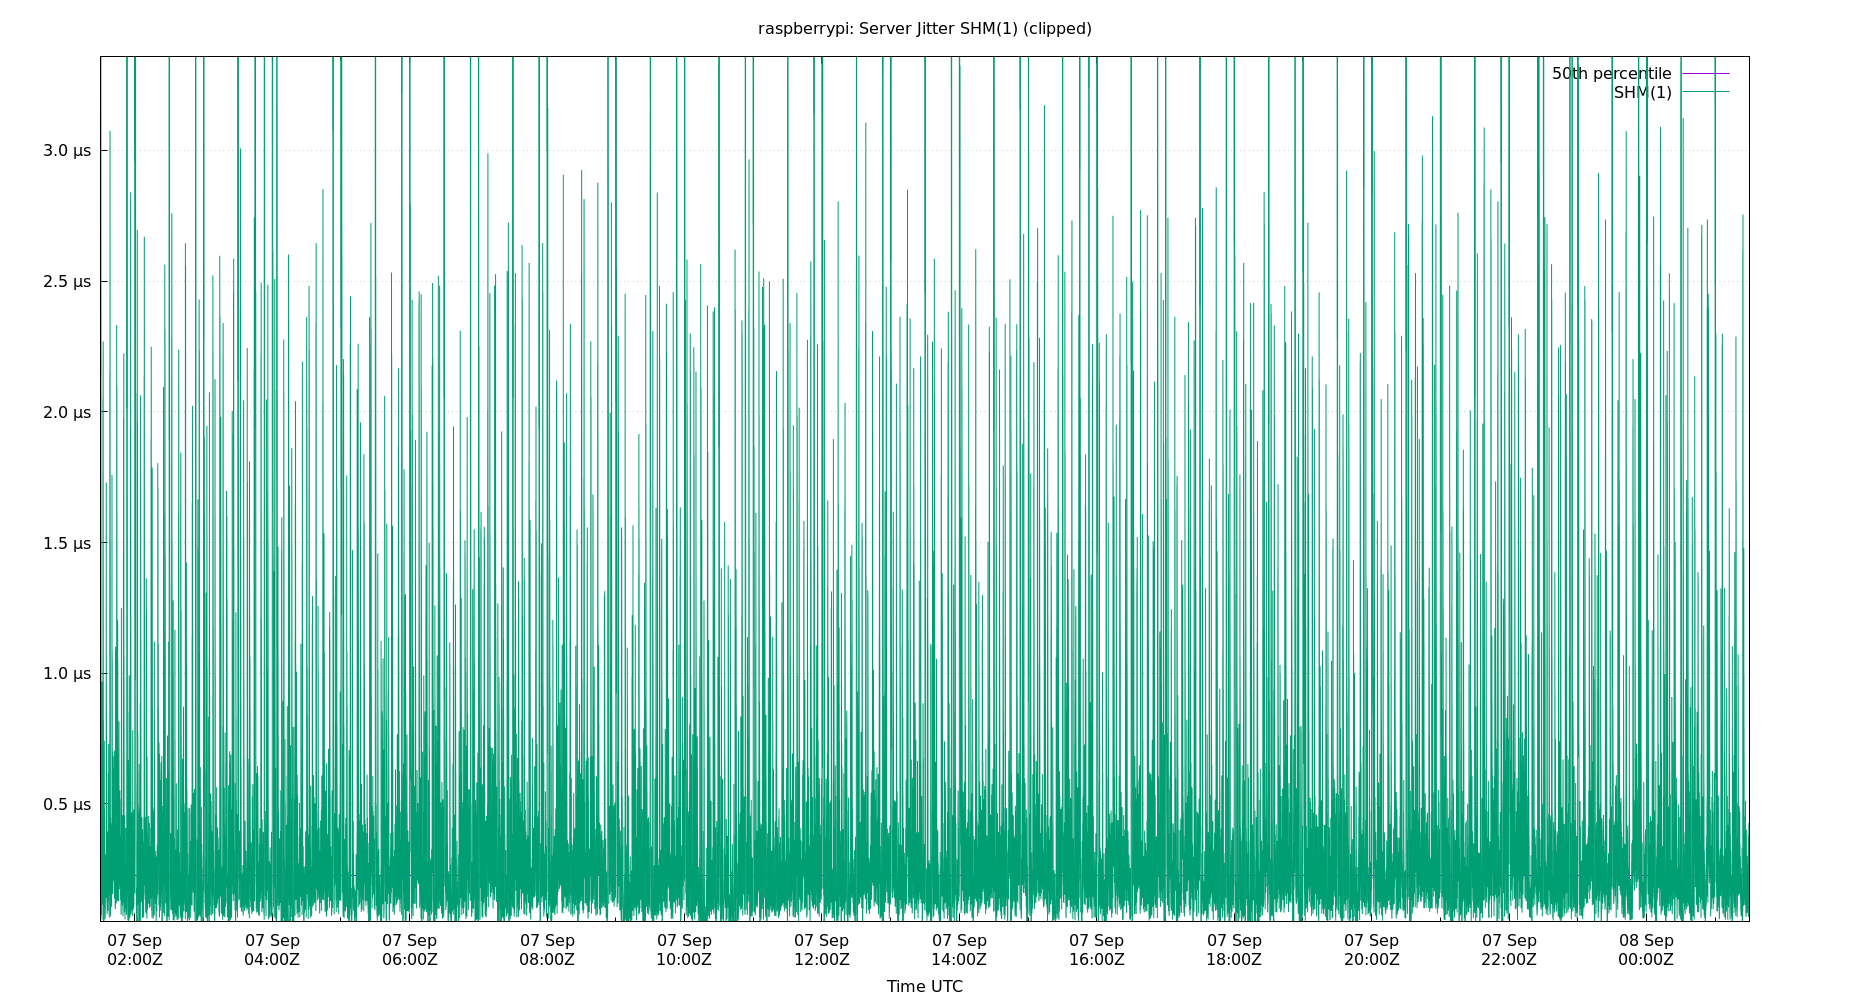 raspberrypi: Server Jitter SHM(1) (clipped)
50th percentile
SHM(1)
3.0 µs
2.5 µs
2.0 µs
1.5 µs
1.0 µs
0.5 µs
07 Sep 07 Sep 07 Sep 07 Sep 07 Sep 07 Sep 07 Sep 07 Sep 07 Sep 07 Sep 07 Sep 08 Sep
02:00Z 04:00Z 06:00Z 08:00Z 10:00Z 12:00Z 14:00Z 16:00Z 18:00Z 20:00Z 22:00Z 00:00Z
Time UTC